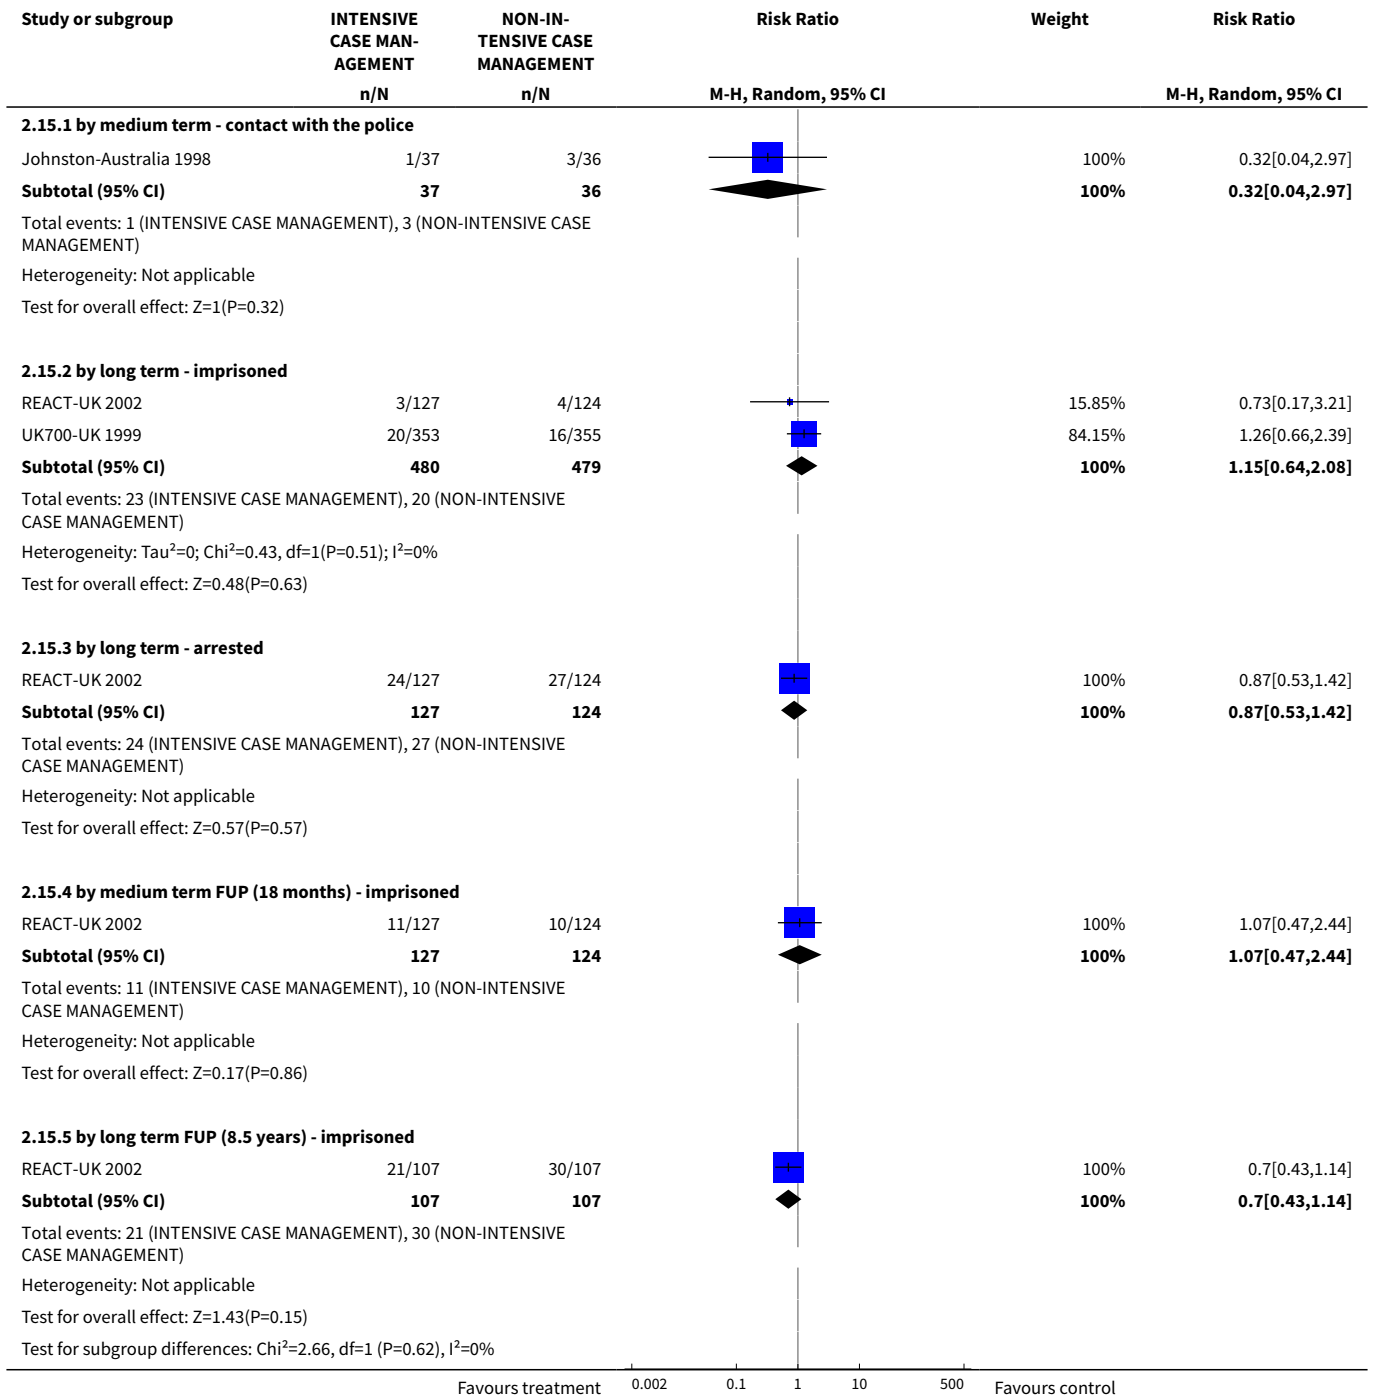 Study or subgroup INTENSIVE CASE MAN-AGEMENT NON-IN-TENSIVE CASE MANAGEMENT Risk Ratio Weight Risk Ratio
n/N n/N M-H, Random, 95% CI M-H, Random, 95% CI
2.15.1 by medium term - contact with the police
Johnston-Australia 1998 1/37 3/36 100% 0.32[0.04,2.97]
Subtotal (95% CI) 37 36 100% 0.32[0.04,2.97]
Total events: 1 (INTENSIVE CASE MANAGEMENT), 3 (NON-INTENSIVE CASE
MANAGEMENT)
Heterogeneity: Not applicable
Test for overall effect: Z=1(P=0.32)
2.15.2 by long term - imprisoned
REACT-UK 2002 3/127 4/124 15.85% 0.73[0.17,3.21]
UK700-UK 1999 20/353 16/355 84.15% 1.26[0.66,2.39]
Subtotal (95% CI) 480 479 100% 1.15[0.64,2.08]
Total events: 23 (INTENSIVE CASE MANAGEMENT), 20 (NON-INTENSIVE
CASE MANAGEMENT)
Heterogeneity: Tau²=0; Chi²=0.43, df=1(P=0.51); I²=0%
Test for overall effect: Z=0.48(P=0.63)
2.15.3 by long term - arrested
REACT-UK 2002 24/127 27/124 100% 0.87[0.53,1.42]
Subtotal (95% CI) 127 124 100% 0.87[0.53,1.42]
Total events: 24 (INTENSIVE CASE MANAGEMENT), 27 (NON-INTENSIVE
CASE MANAGEMENT)
Heterogeneity: Not applicable
Test for overall effect: Z=0.57(P=0.57)
2.15.4 by medium term FUP (18 months) - imprisoned
REACT-UK 2002 11/127 10/124 100% 1.07[0.47,2.44]
Subtotal (95% CI) 127 124 100% 1.07[0.47,2.44]
Total events: 11 (INTENSIVE CASE MANAGEMENT), 10 (NON-INTENSIVE
CASE MANAGEMENT)
Heterogeneity: Not applicable
Test for overall effect: Z=0.17(P=0.86)
2.15.5 by long term FUP (8.5 years) - imprisoned
REACT-UK 2002 21/107 30/107 100% 0.7[0.43,1.14]
Subtotal (95% CI) 107 107 100% 0.7[0.43,1.14]
Total events: 21 (INTENSIVE CASE MANAGEMENT), 30 (NON-INTENSIVE
CASE MANAGEMENT)
Heterogeneity: Not applicable
Test for overall effect: Z=1.43(P=0.15)
Test for subgroup differences: Chi²=2.66, df=1 (P=0.62), I²=0%
Favours treatment 0.002 0.1 1 10 500 Favours control